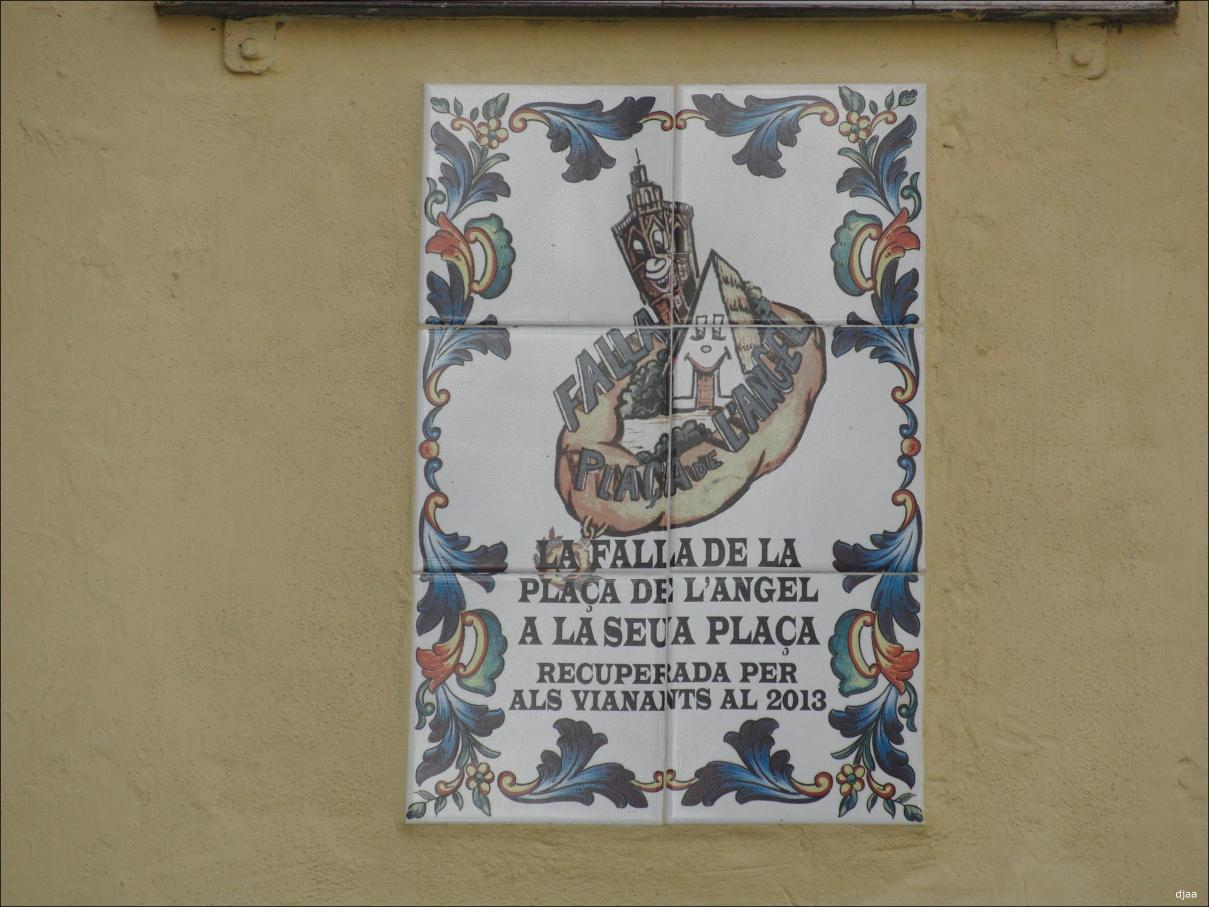 FALLA
PLAÇA DE L'ANGEL
LA FALLA DE LA
PLAÇA DE L'ANGEL
A LA SEUA PLAÇA
RECUPERADA PER
ALS VIANANTS AL 2013
djaa